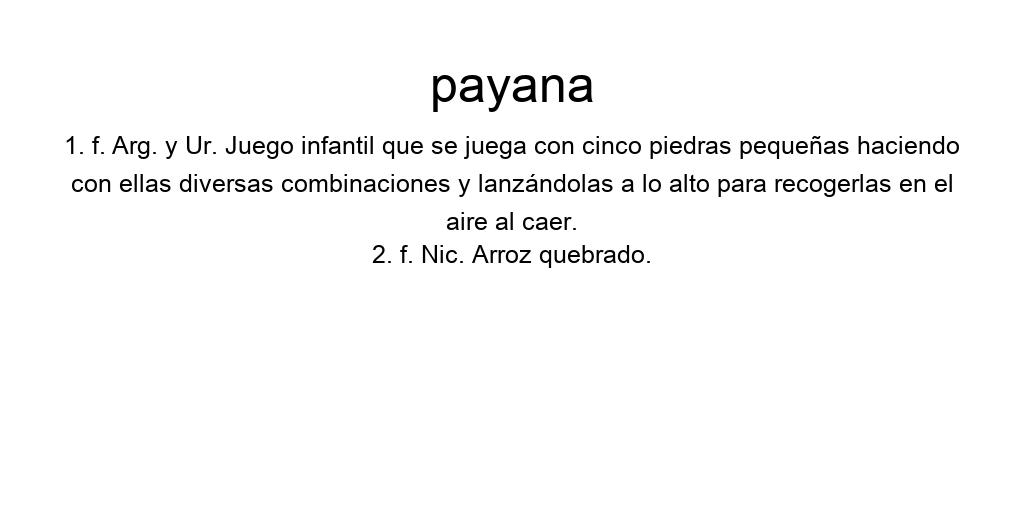 payana
1. f. Arg. y Ur. Juego infantil que se juega con cinco piedras pequeñas haciendo
con ellas diversas combinaciones y lanzándolas a lo alto para recogerlas en el
aire al caer.
2. f. Nic. Arroz quebrado.